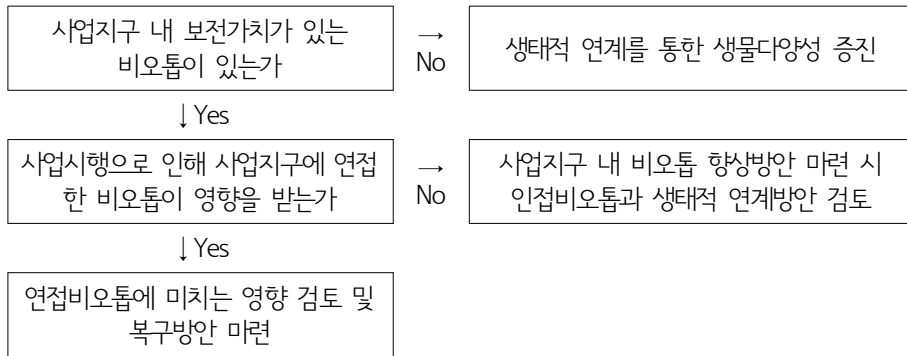 사업지구 내 보전가치가 있는
비오톱이 있는가
→
No
생태적 연계를 통한 생물다양성 증진
↓ Yes
사업시행으로 인해 사업지구에 연접
한 비오톱이 영향을 받는가
→
No
사업지구 내 비오톱 향상방안 마련 시
인접비오톱과 생태적 연계방안 검토
↓ Yes
연접비오톱에 미치는 영향 검토 및
복구방안 마련